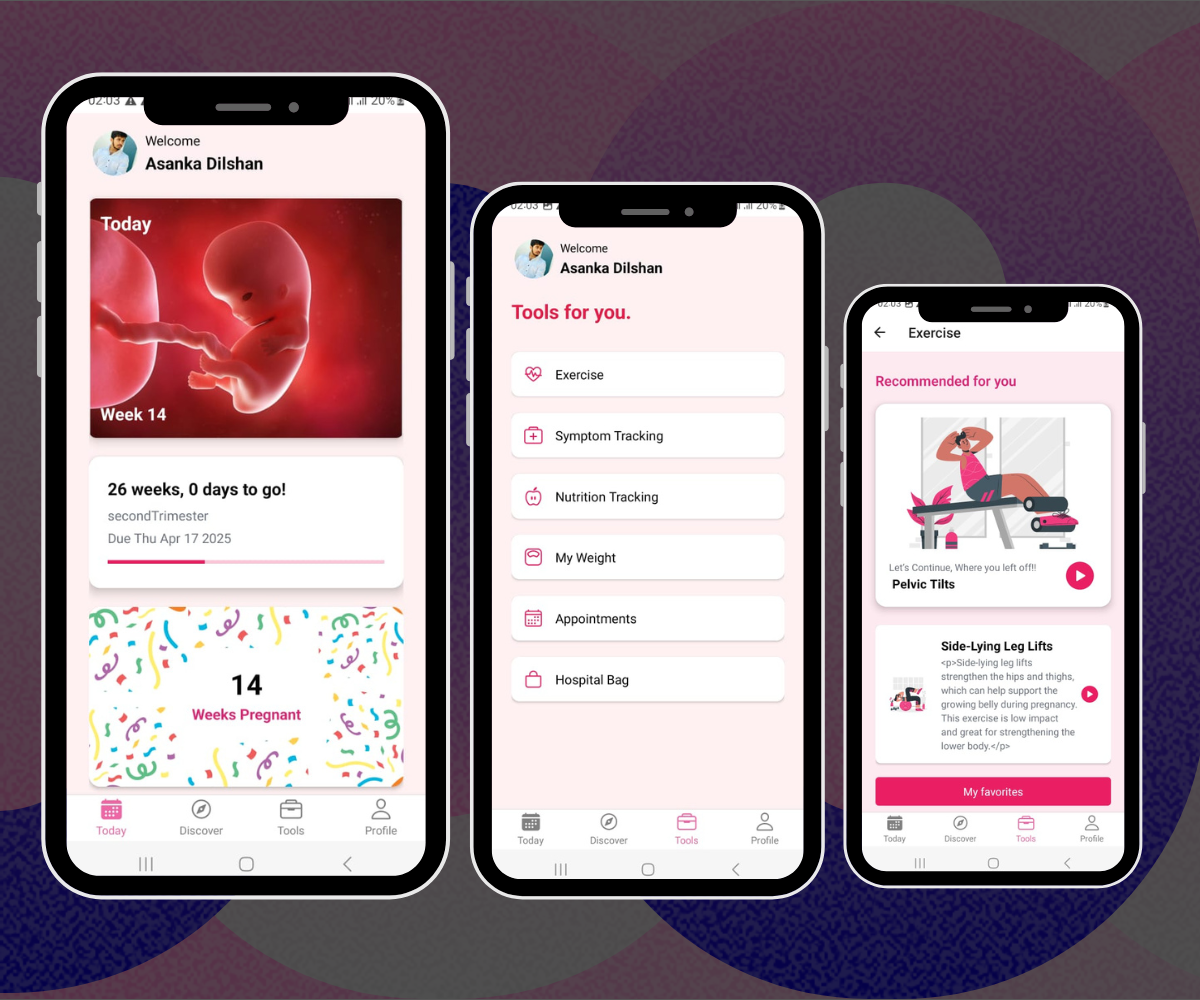 02:03
20%
Welcome
Asanka Dilshan
Today
Week 14
26 weeks, 0 days to go!
secondTrimester
Due Thu Apr 17 2025
14
Weeks Pregnant
Today
Discover
Tools
Profile
02:03
20%
Welcome
Asanka Dilshan
Tools for you.
Exercise
Symptom Tracking
Nutrition Tracking
My Weight
Appointments
Hospital Bag
Today
Discover
Tools
Profile
02:03
20%
Exercise
Recommended for you
Let's Continue, Where you left off!!
Pelvic Tilts
Side-Lying Leg Lifts
<p>Side-lying leg lifts
strengthen the hips and thighs,
which can help support the
growing belly during pregnancy.
This exercise is low impact
and great for strengthening the
lower body.</p>
My favorites
Today
Discover
Tools
Profile